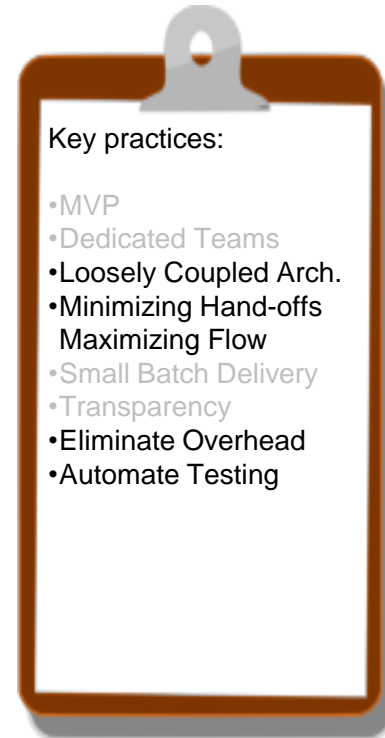 Key practices:
•MVP
•Dedicated Teams
•Loosely Coupled Arch.
•Minimizing Hand-offs
Maximizing Flow
•Small Batch Delivery
•Transparency
•Eliminate Overhead
•Automate Testing